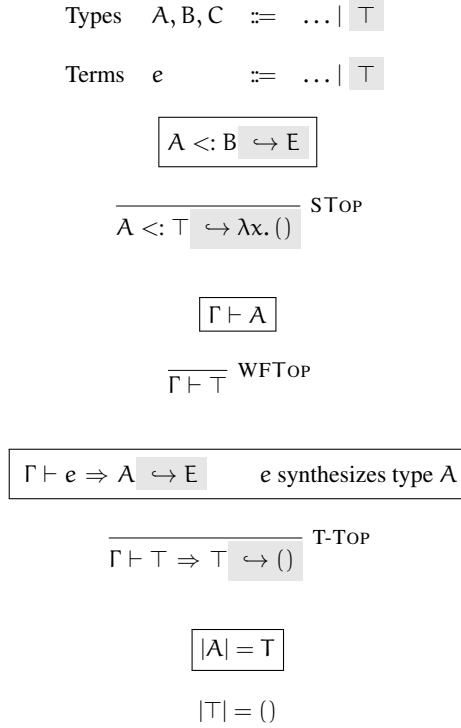 Types A, B, C ::= … | ⊤
Terms e ::= … | ⊤
A <: B ↪ E
A <: ⊤ ↪ λx. () STop
Γ ⊢ A
Γ ⊢ ⊤ WFTop
Γ ⊢ e ⇒ A ↪ E e synthesizes type A
Γ ⊢ ⊤ ⇒ ⊤ ↪ () T-Top
|A| = T
|⊤| = ()